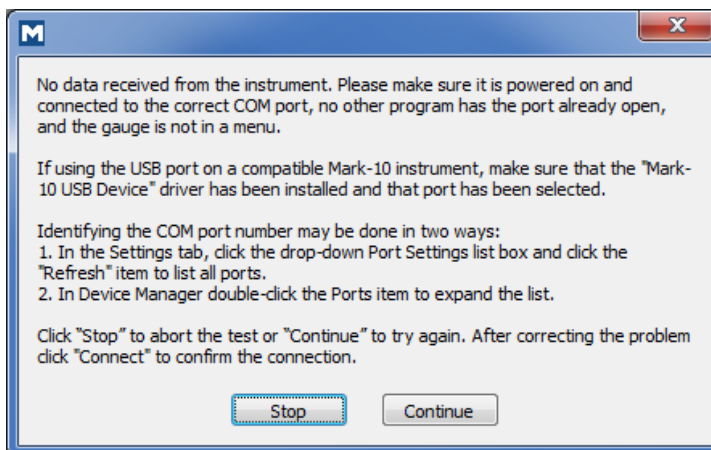 M
No data received from the instrument. Please make sure it is powered on and
connected to the correct COM port, no other program has the port already open,
and the gauge is not in a menu.
If using the USB port on a compatible Mark-10 instrument, make sure that the "Mark-
10 USB Device" driver has been installed and that port has been selected.
Identifying the COM port number may be done in two ways:
1. In the Settings tab, click the drop-down Port Settings list box and click the
"Refresh" item to list all ports.
2. In Device Manager double-click the Ports item to expand the list.
Click “Stop” to abort the test or “Continue” to try again. After correcting the problem
click "Connect" to confirm the connection.
Stop
Continue